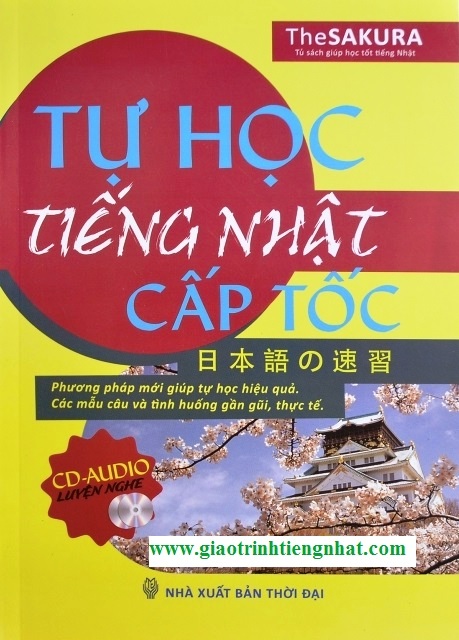 TheSAKURA
Tủ sách giúp học tốt tiếng Nhật
TỰ HỌC
TIẾNG NHẬT
CẤP TỐC
日本語の速習
Phương pháp mới giúp tự học hiệu quả.
Các mẫu câu và tình huống gần gũi, thực tế.
CD-AUDIO
LUYỆN NGHE
www.giaotrinhtiengnhat.com
NHÀ XUẤT BẢN THỜI ĐẠI